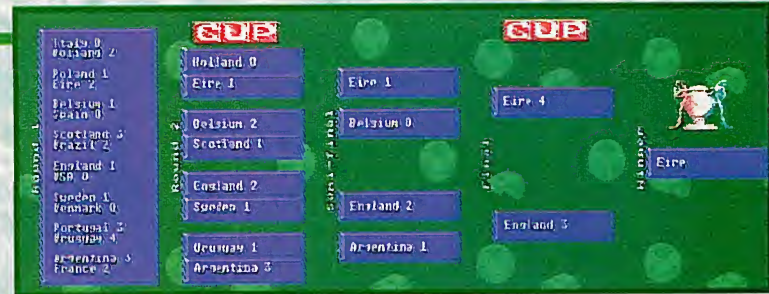 CUP
CUP
Round 1
Italy 0
Holland 2
Poland 1
Eire 2
Belgium 1
Spain 0
Scotland 3
Brazil 2
England 1
USA 0
Sweden 1
Denmark 0
Portugal 3
Uruguay 4
Argentina 3
France 2
Round 2
Holland 0
Eire 1
Belgium 2
Scotland 1
England 2
Sweden 1
Uruguay 1
Argentina 3
Semi-final
Eire 1
Belgium 0
England 2
Argentina 1
Final
Eire 4
England 3
Winner
Eire